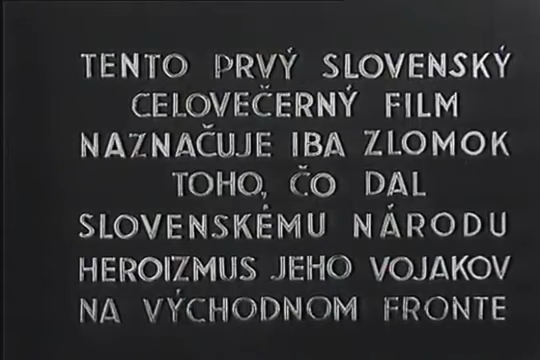 TENTO PRVÝ SLOVENSKÝ
CELOVEČERNÝ FILM
NAZNAČUJE IBA ZLOMOK
TOHO, ČO DAL
SLOVENSKÉMU NÁRODU
HEROIZMUS JEHO VOJAKOV
NA VÝCHODNOM FRONTE